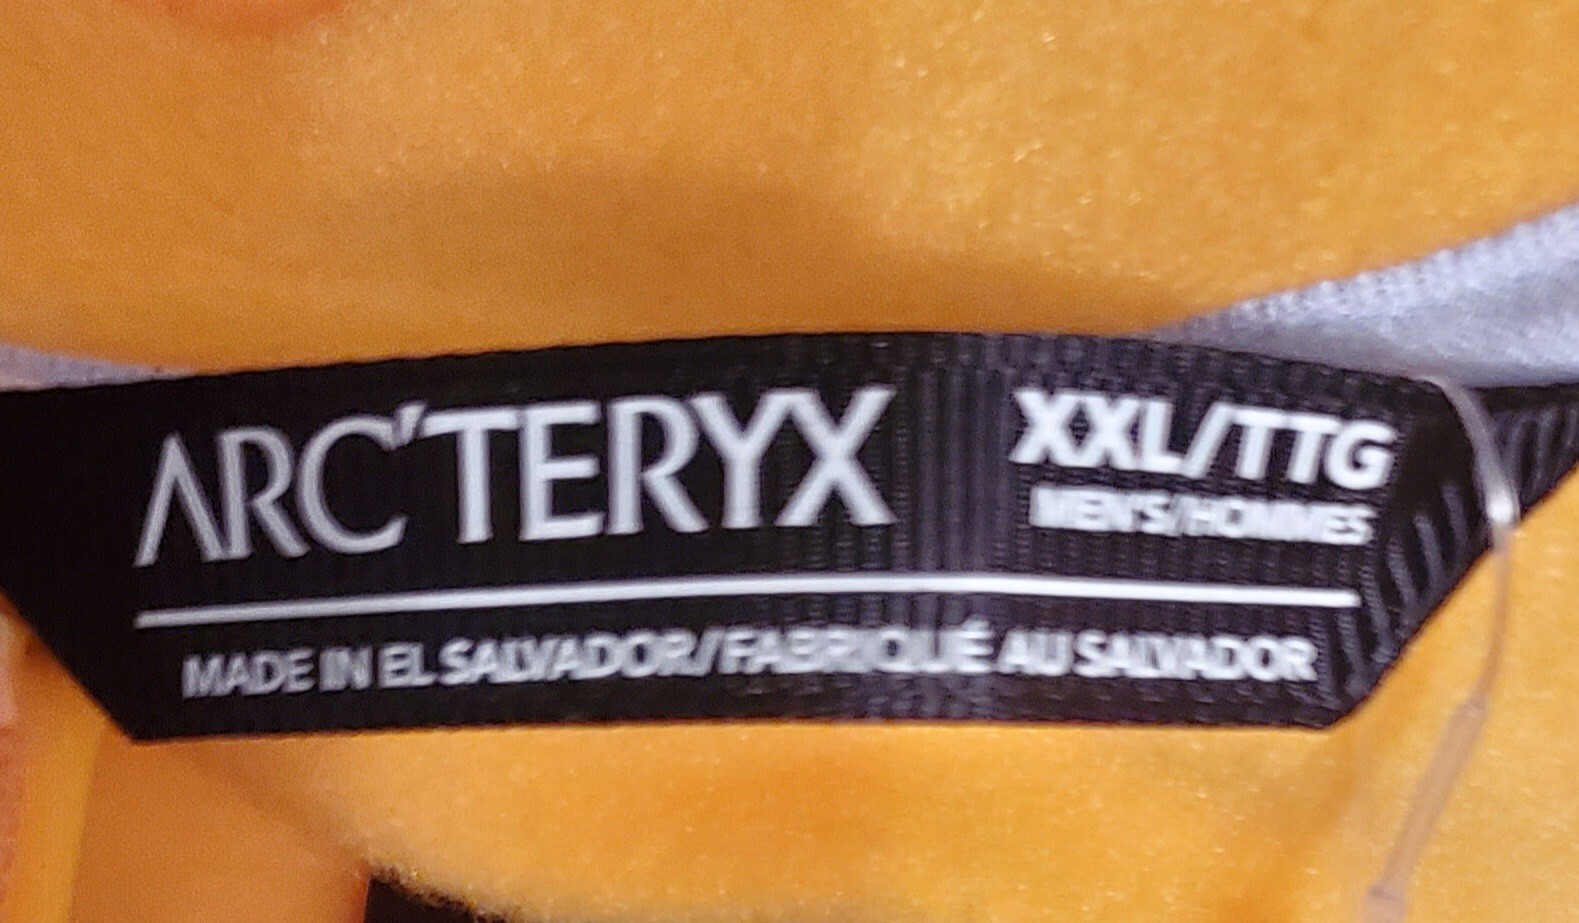 ARC'TERYX
XXL/TTG
MEN'S/HOMMES
MADE IN EL SALVADOR/FABRIQUÉ AU SALVADOR